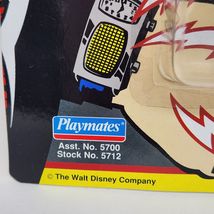 Playmates
Asst. No. 5700
Stock No. 5712
© The Walt Disney Company